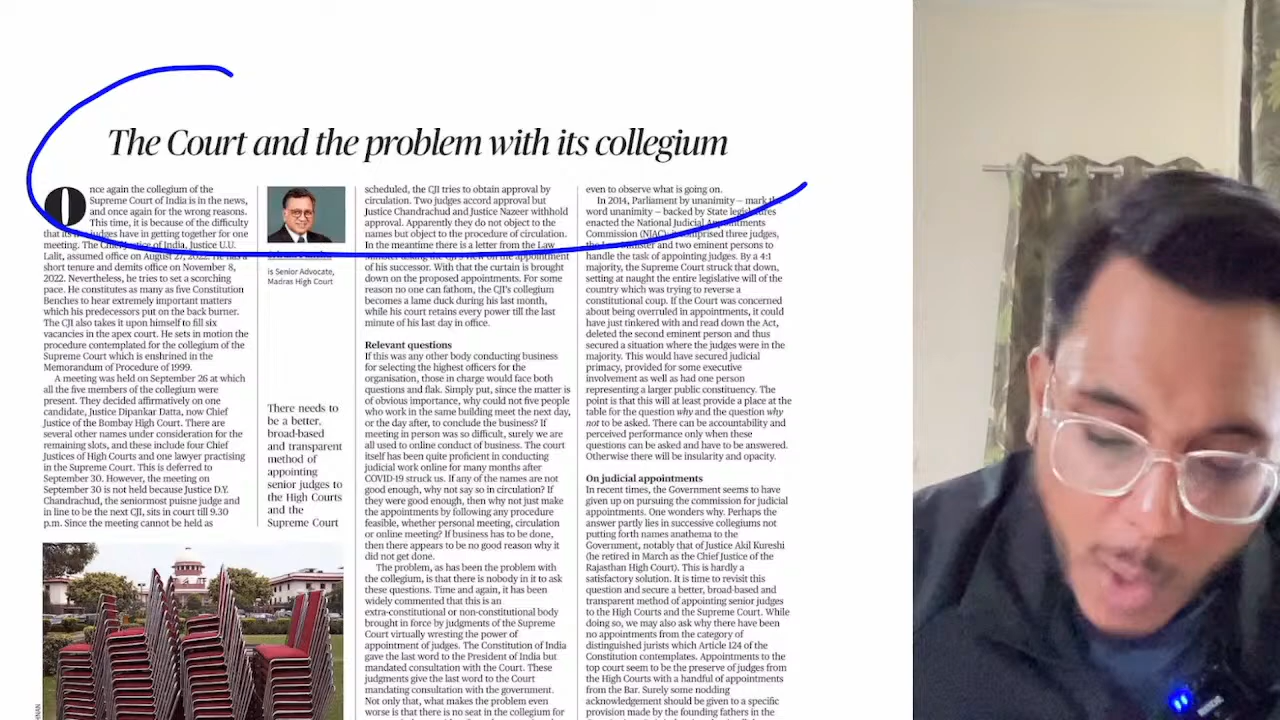 The Court and the problem with its collegium
Once again the collegium of the
Supreme Court of India is in the news,
and once again for the wrong reasons.
This time, it is because of the difficulty
that its judges have in getting together for one
meeting. The Chief Justice of India, Justice U.U.
Lalit, assumed office on August 27, 2022. He has a
short tenure and demits office on November 8,
2022. Nevertheless, he tries to set a scorching
pace. He constitutes as many as five Constitution
Benches to hear extremely important matters
which his predecessors put on the back burner.
The CJI also takes it upon himself to fill six
vacancies in the apex court. He sets in motion the
procedure contemplated for the collegium of the
Supreme Court which is enshrined in the
Memorandum of Procedure of 1999.
A meeting was held on September 26 at which
all the five members of the collegium were
present. They decided affirmatively on one
candidate, Justice Dipankar Datta, now Chief
Justice of the Bombay High Court. There are
several other names under consideration for the
remaining slots, and these include four Chief
Justices of High Courts and one lawyer practising
in the Supreme Court. This is deferred to
September 30. However, the meeting on
September 30 is not held because Justice D.Y.
Chandrachud, the seniormost puisne judge and
in line to be the next CJI, sits in court till 9.30
p.m. Since the meeting cannot be held as
is Senior Advocate,
Madras High Court
There needs to
be a better,
broad-based
and transparent
method of
appointing
senior judges to
the High Courts
and the
Supreme Court
scheduled, the CJI tries to obtain approval by
circulation. Two judges accord approval but
Justice Chandrachud and Justice Nazeer withhold
approval. Apparently they do not object to the
names but object to the procedure of circulation.
In the meantime there is a letter from the Law
Minister asking the CJI's view on the appointment
of his successor. With that the curtain is brought
down on the proposed appointments. For some
reason no one can fathom, the CJI's collegium
becomes a lame duck during his last month,
while his court retains every power till the last
minute of his last day in office.
Relevant questions
If this was any other body conducting business
for selecting the highest officers for the
organisation, those in charge would face both
questions and flak. Simply put, since the matter is
of obvious importance, why could not five people
who work in the same building meet the next day,
or the day after, to conclude the business? If
meeting in person was so difficult, surely we are
all used to online conduct of business. The court
itself has been quite proficient in conducting
judicial work online for many months after
COVID-19 struck us. If any of the names are not
good enough, why not say so in circulation? If
they were good enough, then why not just make
the appointments by following any procedure
feasible, whether personal meeting, circulation
or online meeting? If business has to be done,
then there appears to be no good reason why it
did not get done.
The problem, as has been the problem with
the collegium, is that there is nobody in it to ask
these questions. Time and again, it has been
widely commented that this is an
extra-constitutional or non-constitutional body
brought in force by judgments of the Supreme
Court virtually wresting the power of
appointment of judges. The Constitution of India
gave the last word to the President of India but
mandated consultation with the Court. These
judgments give the last word to the Court
mandating consultation with the government.
Not only that, what makes the problem even
worse is that there is no seat in the collegium for
even to observe what is going on.
In 2014, Parliament by unanimity – mark the
word unanimity – backed by State legislatures
enacted the National Judicial Appointments
Commission (NJAC). It comprised three judges,
the Law Minister and two eminent persons to
handle the task of appointing judges. By a 4:1
majority, the Supreme Court struck that down,
setting at naught the entire legislative will of the
country which was trying to reverse a
constitutional coup. If the Court was concerned
about being overruled in appointments, it could
have just tinkered with and read down the Act,
deleted the second eminent person and thus
secured a situation where the judges were in the
majority. This would have secured judicial
primacy, provided for some executive
involvement as well as had one person
representing a larger public constituency. The
point is that this will at least provide a place at the
table for the question why and the question why
not to be asked. There can be accountability and
perceived performance only when these
questions can be asked and have to be answered.
Otherwise there will be insularity and opacity.
On judicial appointments
In recent times, the Government seems to have
given up on pursuing the commission for judicial
appointments. One wonders why. Perhaps the
answer partly lies in successive collegiums not
putting forth names anathema to the
Government, notably that of Justice Akil Kureshi
(he retired in March as the Chief Justice of the
Rajasthan High Court). This is hardly a
satisfactory solution. It is time to revisit this
question and secure a better, broad-based and
transparent method of appointing senior judges
to the High Courts and the Supreme Court. While
doing so, we may also ask why there have been
no appointments from the category of
distinguished jurists which Article 124 of the
Constitution contemplates. Appointments to the
top court seem to be the preserve of judges from
the High Courts with a handful of appointments
from the Bar. Surely some nodding
acknowledgement should be given to a specific
provision made by the founding fathers in the